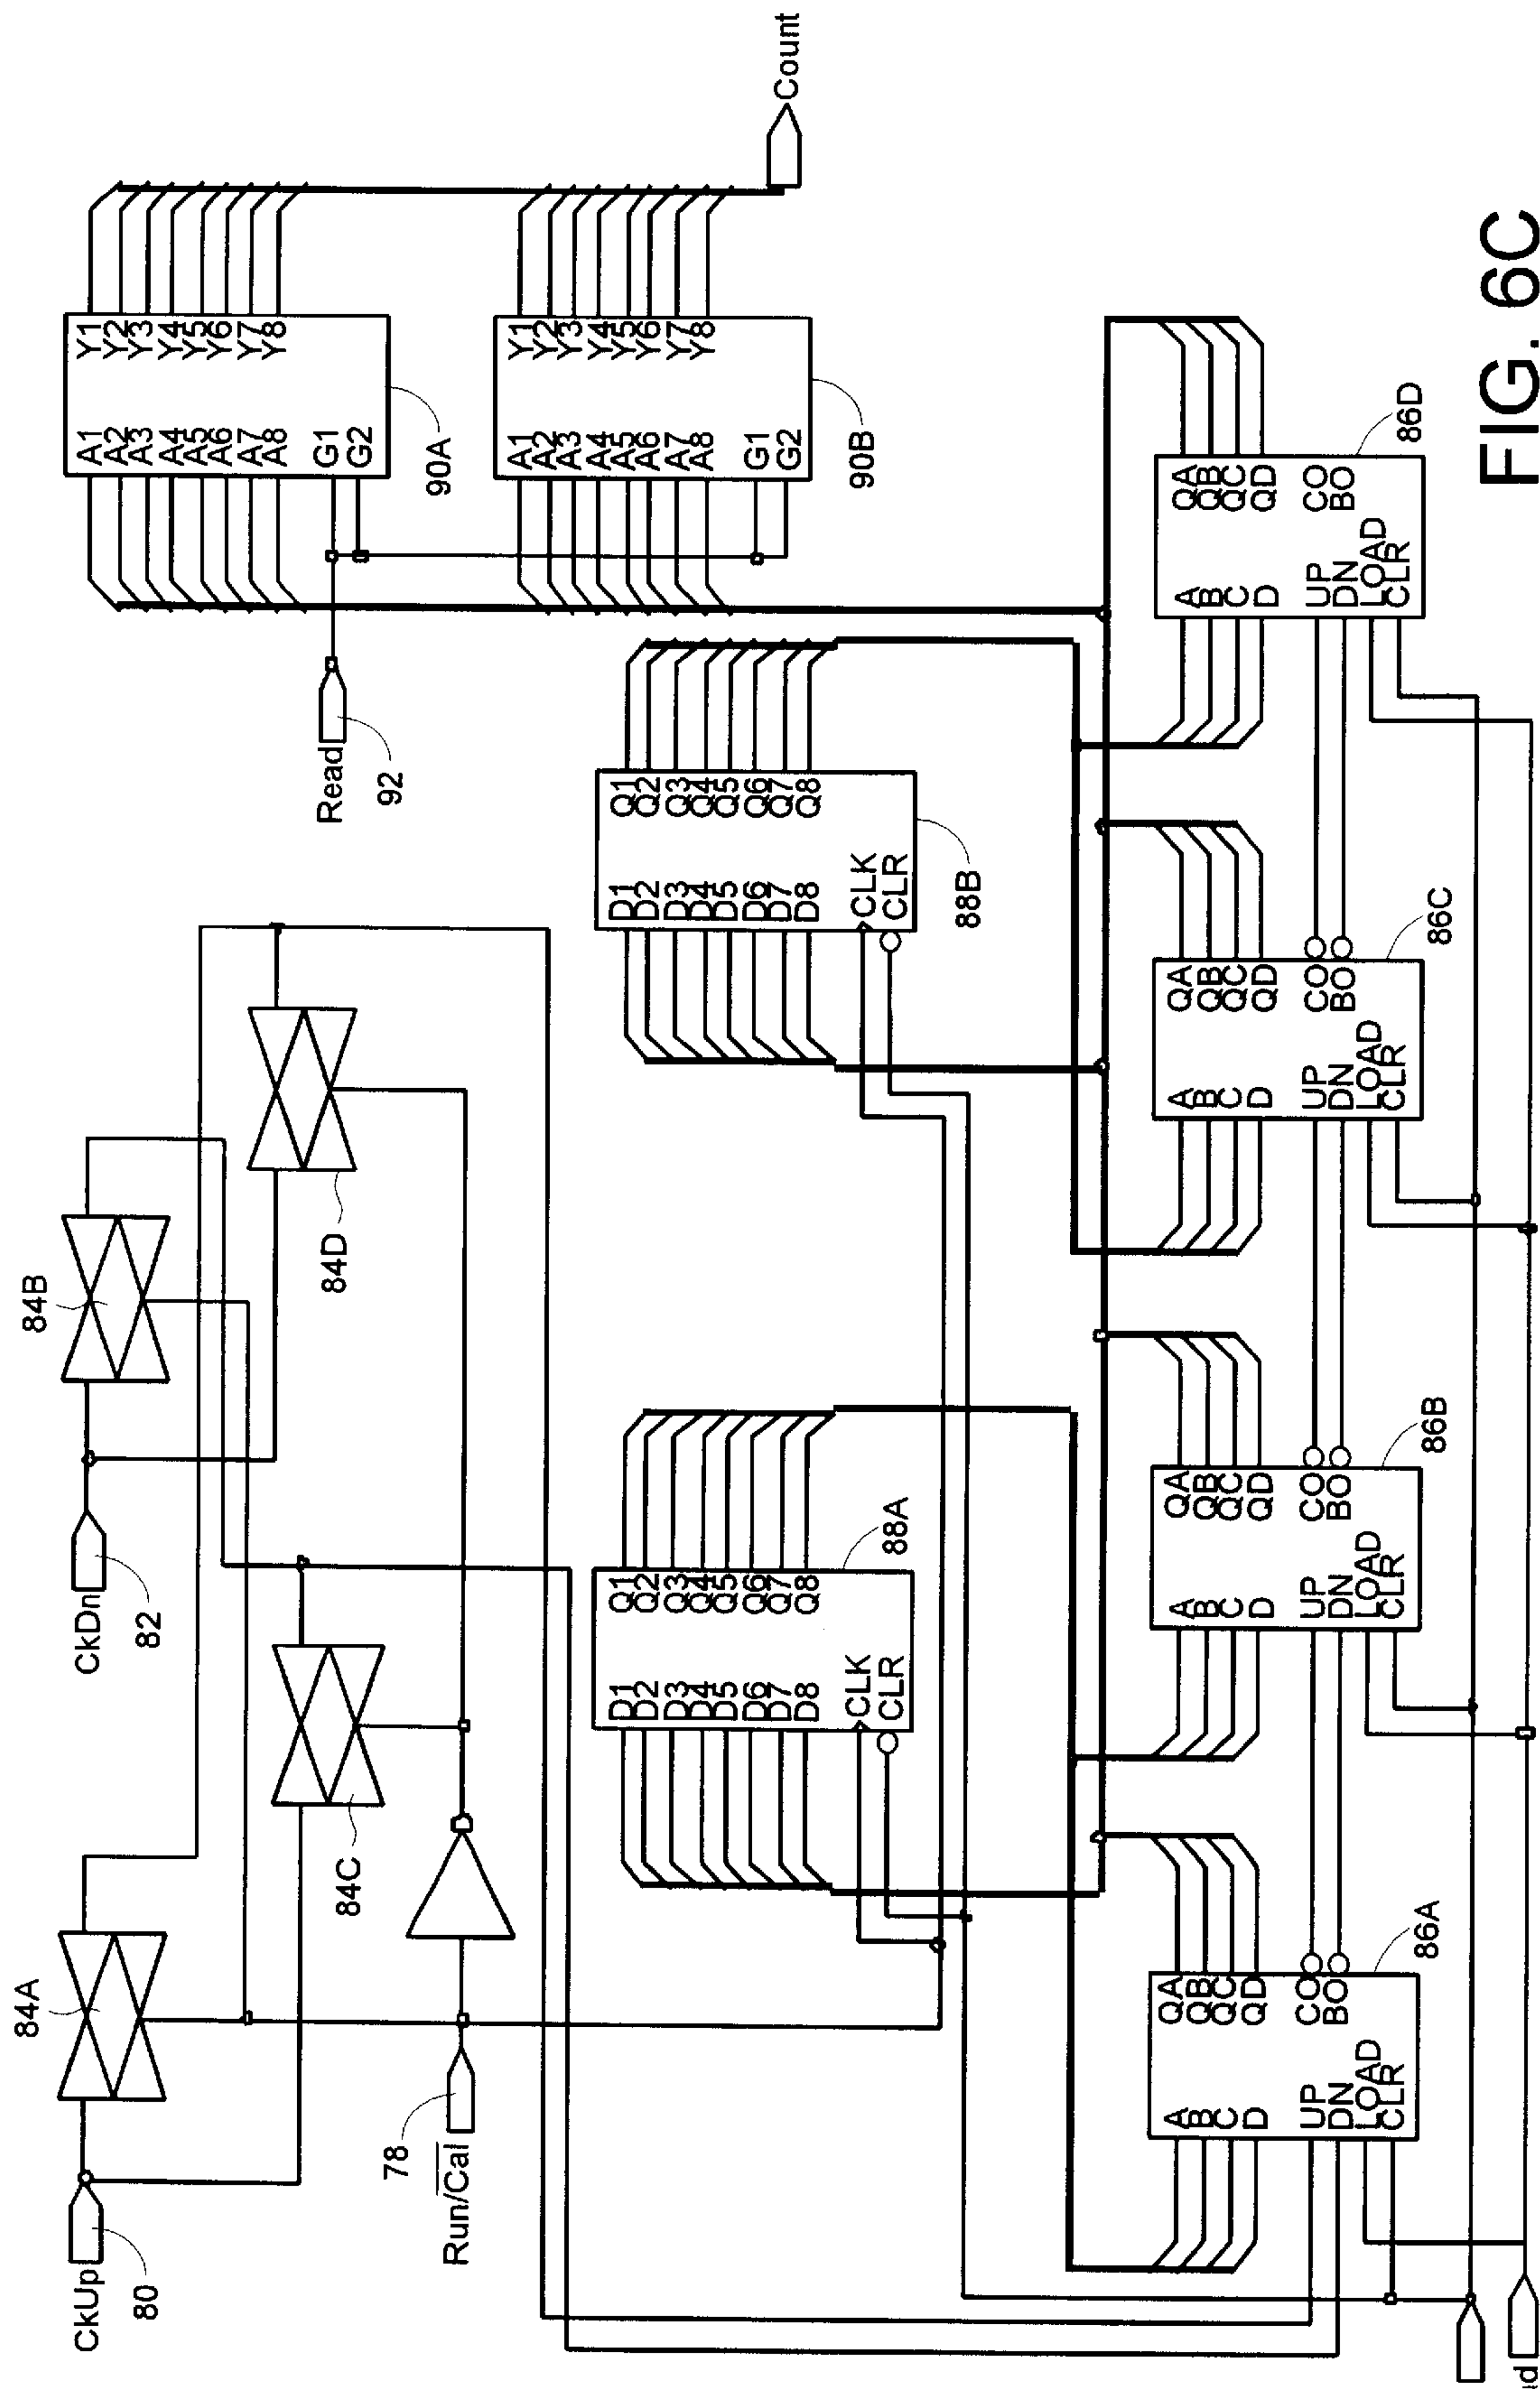 84A
84B
CkUp
80
CkDn
82
84C
84D
78
Run/C̅a̅l̅
A1 Y1
A2 Y2
A3 Y3
A4 Y4
A5 Y5
A6 Y6
A7 Y7
A8 Y8
G1
G2
90A
Read
92
A1 Y1
A2 Y2
A3 Y3
A4 Y4
A5 Y5
A6 Y6
A7 Y7
A8 Y8
G1
G2
90B
Count
D1 Q1
D2 Q2
D3 Q3
D4 Q4
D5 Q5
D6 Q6
D7 Q7
D8 Q8
CLK
CLR
88A
D1 Q1
D2 Q2
D3 Q3
D4 Q4
D5 Q5
D6 Q6
D7 Q7
D8 Q8
CLK
CLR
88B
A QA
B QB
C QC
D QD
UP CO
DN BO
LOAD
CLR
86A
A QA
B QB
C QC
D QD
UP CO
DN BO
LOAD
CLR
86B
A QA
B QB
C QC
D QD
UP CO
DN BO
LOAD
CLR
86C
A QA
B QB
C QC
D QD
UP CO
DN BO
LOAD
CLR
86D
FIG. 6C